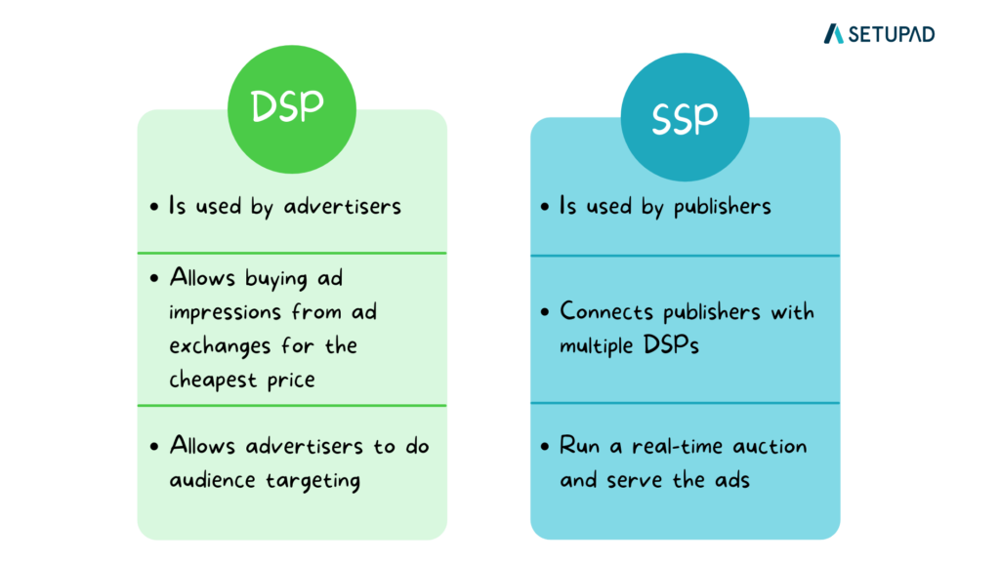 SETUPAD
DSP
• Is used by advertisers
• Allows buying ad
impressions from ad
exchanges for the
cheapest price
• Allows advertisers to do
audience targeting
SSP
• Is used by publishers
• Connects publishers with
multiple DSPs
• Run a real-time auction
and serve the ads